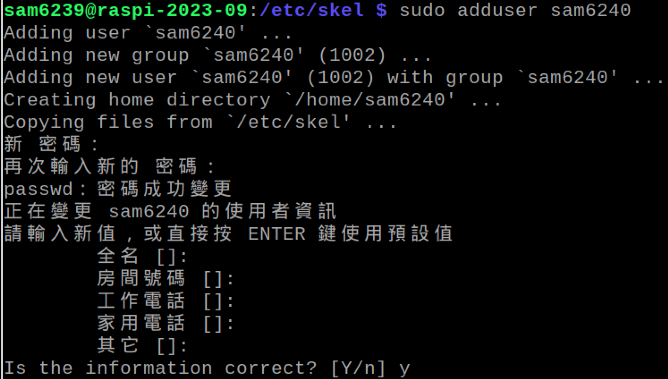 sam6239@raspi-2023-09:/etc/skel $ sudo adduser sam6240
Adding user `sam6240' ...
Adding new group `sam6240' (1002) ...
Adding new user `sam6240' (1002) with group `sam6240' ...
Creating home directory `/home/sam6240' ...
Copying files from `/etc/skel' ...
新 密碼：
再次輸入新的 密碼：
passwd：密碼成功變更
正在變更 sam6240 的使用者資訊
請輸入新值，或直接按 ENTER 鍵使用預設值
全名 []:
房間號碼 []:
工作電話 []:
家用電話 []:
其它 []:
Is the information correct? [Y/n] y